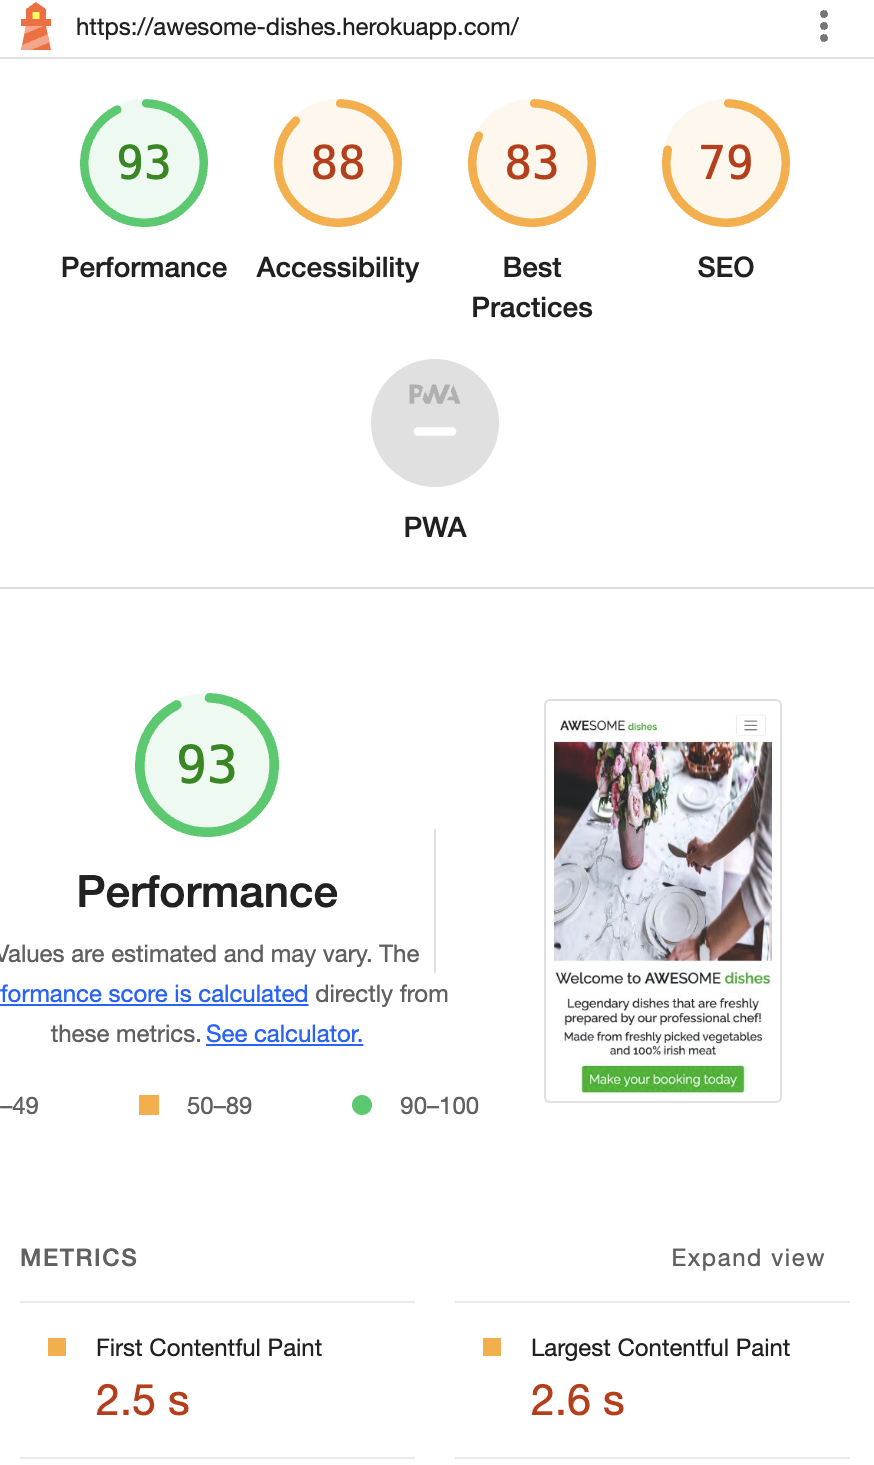 https://awesome-dishes.herokuapp.com/
93
88
83
79
Performance
Accessibility
Best
Practices
SEO
PWA
PWA
93
Performance
Values are estimated and may vary. The
formance score is calculated directly from
these metrics. See calculator.
–49
50–89
90–100
AWESOME dishes
Welcome to AWESOME dishes
Legendary dishes that are freshly
prepared by our professional chef!
Made from freshly picked vegetables
and 100% irish meat
Make your booking today
METRICS
Expand view
First Contentful Paint
2.5 s
Largest Contentful Paint
2.6 s